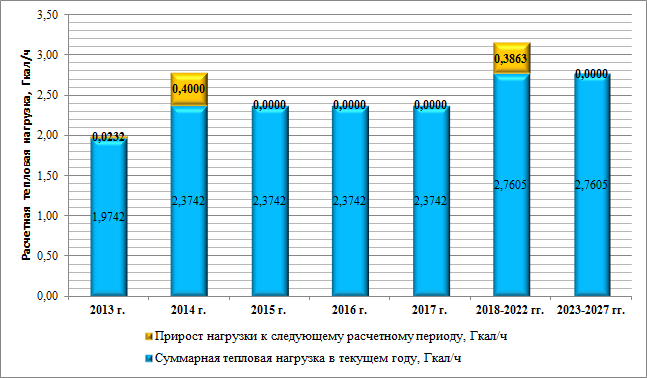 Расчетная тепловая нагрузка, Гкал/ч
3,50
3,00
2,50
2,00
1,50
1,00
0,50
0,00
0,0232
0,4000
0,0000
0,0000
0,0000
0,3863
0,0000
1,9742
2,3742
2,3742
2,3742
2,3742
2,7605
2,7605
2013 г.
2014 г.
2015 г.
2016 г.
2017 г.
2018-2022 гг.
2023-2027 гг.
Прирост нагрузки к следующему расчетному периоду, Гкал/ч
Суммарная тепловая нагрузка в текущем году, Гкал/ч